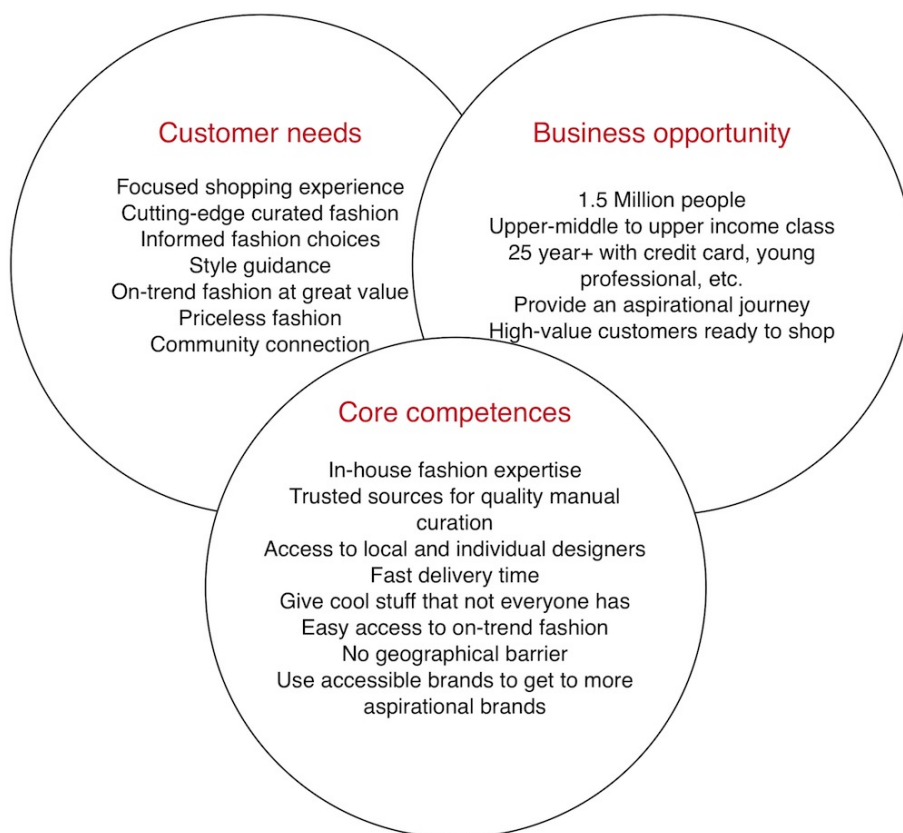 Customer needs
Focused shopping experience
Cutting-edge curated fashion
Informed fashion choices
Style guidance
On-trend fashion at great value
Priceless fashion
Community connection
Business opportunity
1.5 Million people
Upper-middle to upper income class
25 year+ with credit card, young
professional, etc.
Provide an aspirational journey
High-value customers ready to shop
Core competences
In-house fashion expertise
Trusted sources for quality manual
curation
Access to local and individual designers
Fast delivery time
Give cool stuff that not everyone has
Easy access to on-trend fashion
No geographical barrier
Use accessible brands to get to more
aspirational brands